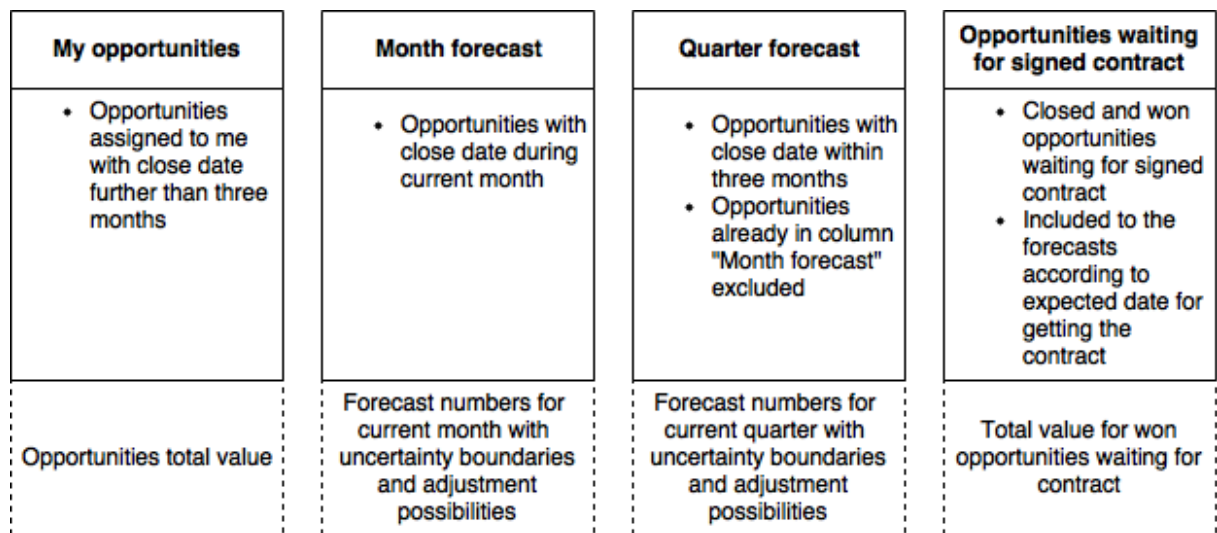 My opportunities
• Opportunities
assigned to me
with close date
further than three
months
Opportunities total value
Month forecast
• Opportunities with
close date during
current month
Forecast numbers for
current month with
uncertainty boundaries
and adjustment
possibilities
Quarter forecast
• Opportunities with
close date within
three months
• Opportunities
already in column
"Month forecast"
excluded
Forecast numbers for
current quarter with
uncertainty boundaries
and adjustment
possibilities
Opportunities waiting
for signed contract
• Closed and won
opportunities
waiting for signed
contract
• Included to the
forecasts
according to
expected date for
getting the
contract
Total value for won
opportunities waiting for
contract